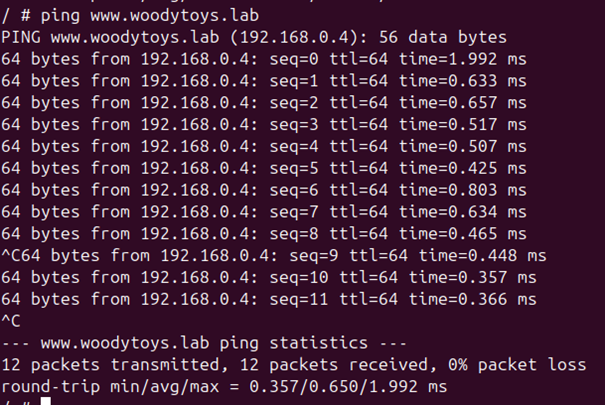 / # ping www.woodytoys.lab
PING www.woodytoys.lab (192.168.0.4): 56 data bytes
64 bytes from 192.168.0.4: seq=0 ttl=64 time=1.992 ms
64 bytes from 192.168.0.4: seq=1 ttl=64 time=0.633 ms
64 bytes from 192.168.0.4: seq=2 ttl=64 time=0.657 ms
64 bytes from 192.168.0.4: seq=3 ttl=64 time=0.517 ms
64 bytes from 192.168.0.4: seq=4 ttl=64 time=0.507 ms
64 bytes from 192.168.0.4: seq=5 ttl=64 time=0.425 ms
64 bytes from 192.168.0.4: seq=6 ttl=64 time=0.803 ms
64 bytes from 192.168.0.4: seq=7 ttl=64 time=0.634 ms
64 bytes from 192.168.0.4: seq=8 ttl=64 time=0.465 ms
^C64 bytes from 192.168.0.4: seq=9 ttl=64 time=0.448 ms
64 bytes from 192.168.0.4: seq=10 ttl=64 time=0.357 ms
64 bytes from 192.168.0.4: seq=11 ttl=64 time=0.366 ms
^C
--- www.woodytoys.lab ping statistics ---
12 packets transmitted, 12 packets received, 0% packet loss
round-trip min/avg/max = 0.357/0.650/1.992 ms
/ #